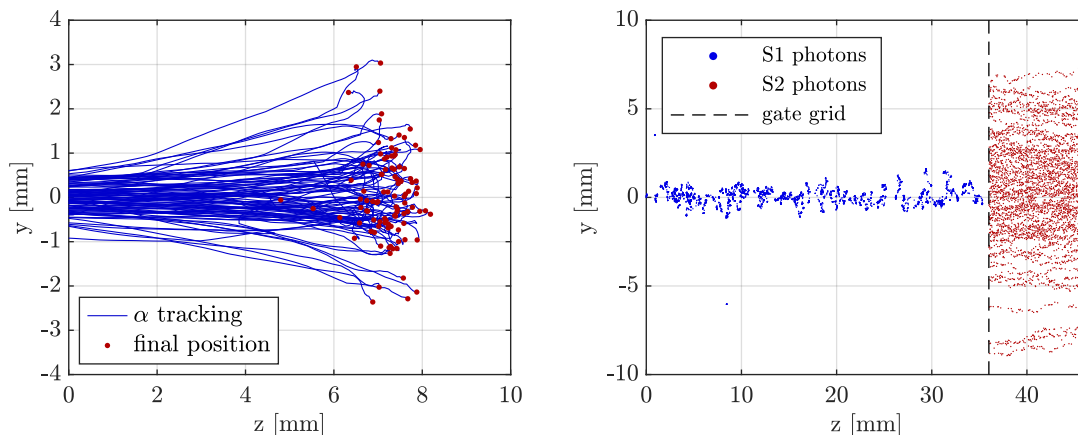 4
3
2
1
0
-1
-2
-3
-4
y [mm]
α tracking
final position
0 2 4 6 8 10
z [mm]
10
5
0
-5
-10
y [mm]
S1 photons
S2 photons
gate grid
0 10 20 30 40
z [mm]